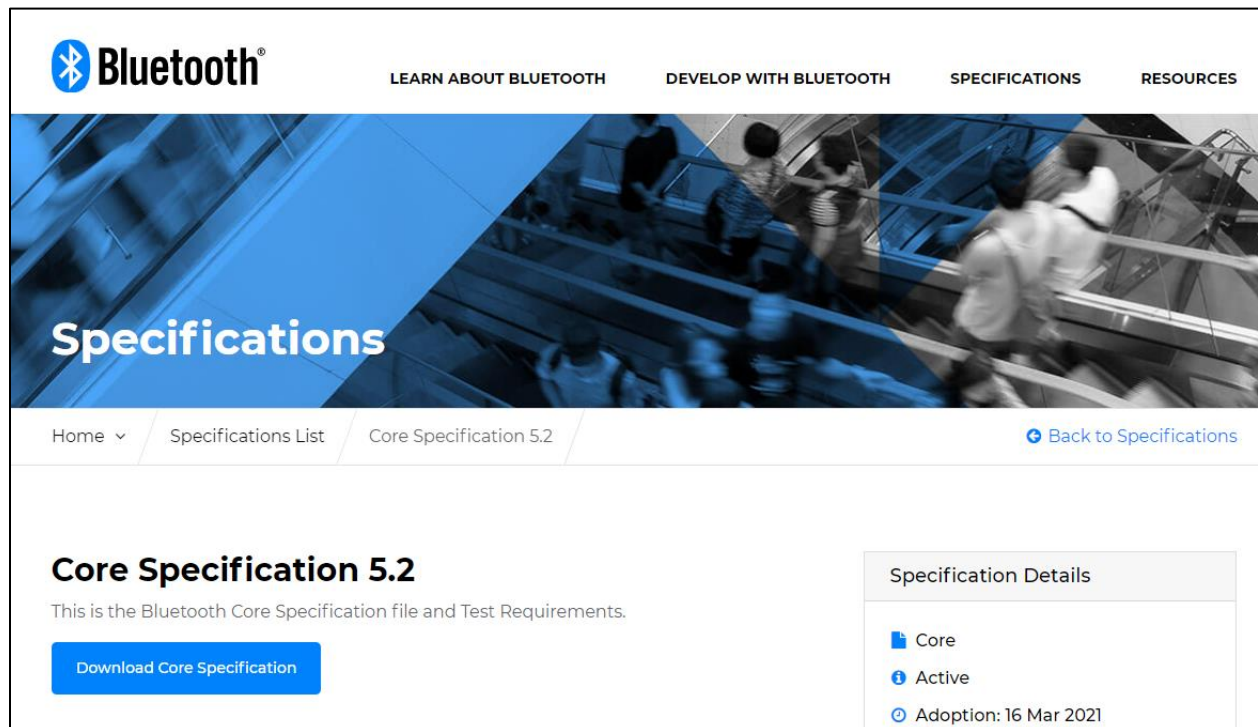 Bluetooth®
LEARN ABOUT BLUETOOTH DEVELOP WITH BLUETOOTH SPECIFICATIONS RESOURCES
Specifications
Home Specifications List Core Specification 5.2 Back to Specifications
Core Specification 5.2
This is the Bluetooth Core Specification file and Test Requirements.
Download Core Specification
Specification Details
Core
Active
Adoption: 16 Mar 2021